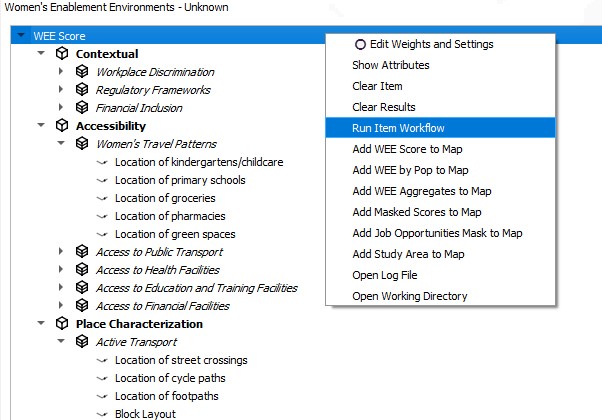 Women's Enablement Environments - Unknown
WEE Score
Contextual
Workplace Discrimination
Regulatory Frameworks
Financial Inclusion
Accessibility
Women's Travel Patterns
Location of kindergartens/childcare
Location of primary schools
Location of groceries
Location of pharmacies
Location of green spaces
Access to Public Transport
Access to Health Facilities
Access to Education and Training Facilities
Access to Financial Facilities
Place Characterization
Active Transport
Location of street crossings
Location of cycle paths
Location of footpaths
Block Layout
Edit Weights and Settings
Show Attributes
Clear Item
Clear Results
Run Item Workflow
Add WEE Score to Map
Add WEE by Pop to Map
Add WEE Aggregates to Map
Add Masked Scores to Map
Add Job Opportunities Mask to Map
Add Study Area to Map
Open Log File
Open Working Directory